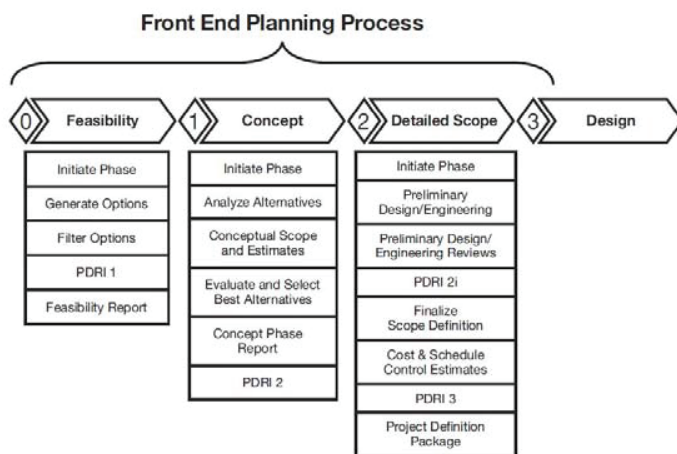 Front End Planning Process
0
Feasibility
1
Concept
2
Detailed Scope
3
Design
Initiate Phase
Generate Options
Filter Options
PDRI 1
Feasibility Report
Initiate Phase
Analyze Alternatives
Conceptual Scope
and Estimates
Evaluate and Select
Best Alternatives
Concept Phase
Report
PDRI 2
Initiate Phase
Preliminary
Design/Engineering
Preliminary Design/
Engineering Reviews
PDRI 2i
Finalize
Scope Definition
Cost & Schedule
Control Estimates
PDRI 3
Project Definition
Package